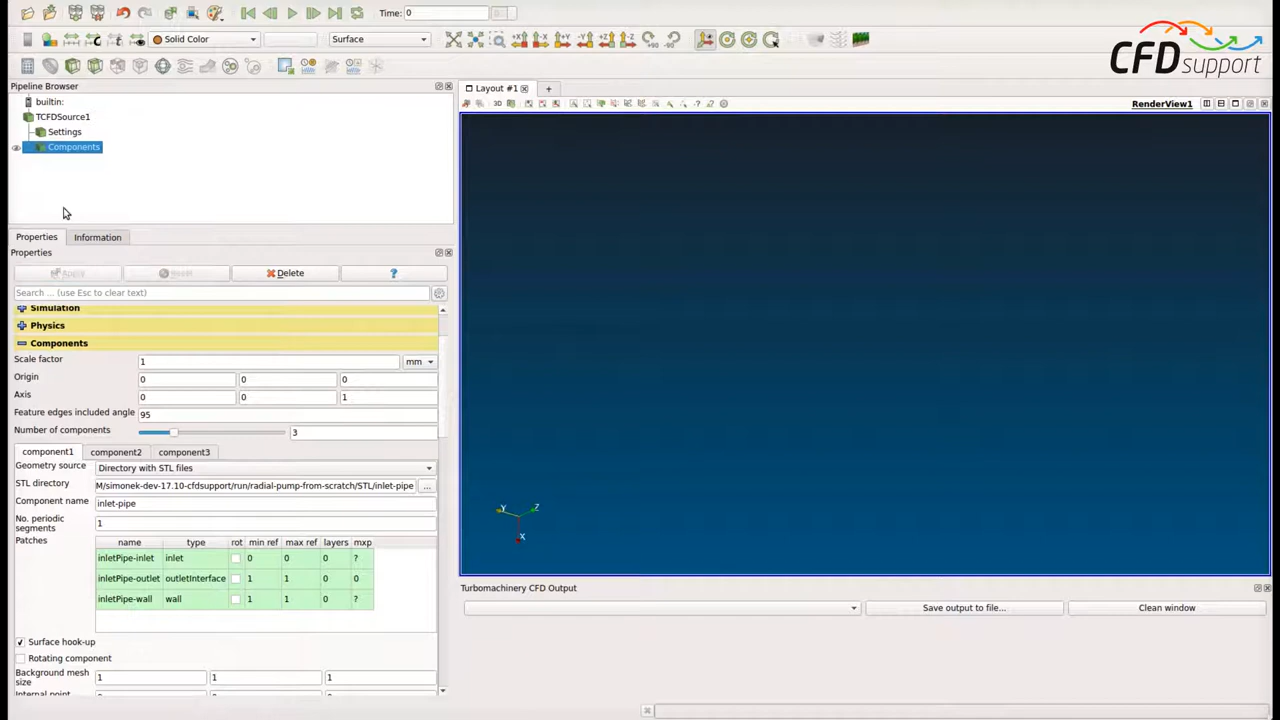 Time: 0
0
Solid Color
Surface
CFD support
Pipeline Browser
builtin:
TCFDSource1
Settings
Components
Layout #1
+
3D
RenderView1
Properties
Information
Properties
Apply
Reset
Delete
?
Search ... (use Esc to clear text)
Simulation
Physics
Components
Scale factor
1
mm
Origin
0
0
0
Axis
0
0
1
Feature edges included angle
95
Number of components
3
component1
component2
component3
Geometry source
Directory with STL files
STL directory
M/simonek-dev-17.10-cfdsupport/run/radial-pump-from-scratch/STL/inlet-pipe
...
Component name
inlet-pipe
No. periodic
segments
1
Patches
name type rot min ref max ref layers mxp
inletPipe-inlet inlet 0 0 0 ?
inletPipe-outlet outletInterface 1 1 0 0
inletPipe-wall wall 1 1 0 ?
Surface hook-up
Rotating component
Background mesh
size
1
1
1
Internal point
Y
Z
X
Turbomachinery CFD Output
Save output to file...
Clean window